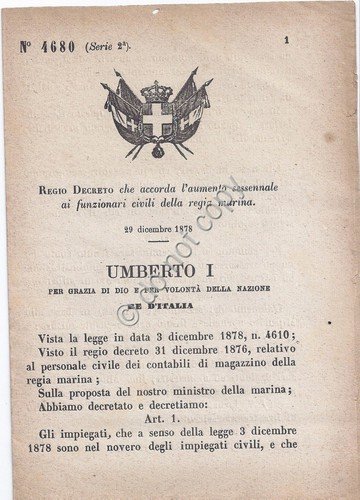 N° 4680 (Serie 2ª).
1
REGIO DECRETO che accorda l'aumento sessennale
ai funzionari civili della regia marina.
29 dicembre 1878
UMBERTO I
PER GRAZIA DI DIO E PER VOLONTÀ DELLA NAZIONE
RE D'ITALIA
Vista la legge in data 3 dicembre 1878, n. 4610;
Visto il regio decreto 31 dicembre 1876, relativo
al personale civile dei contabili di magazzino della
regia marina;
Sulla proposta del nostro ministro della marina;
Abbiamo decretato e decretiamo:
Art. 1.
Gli impiegati, che a senso della legge 3 dicembre
1878 sono nel novero degli impiegati civili, e che
do not copy